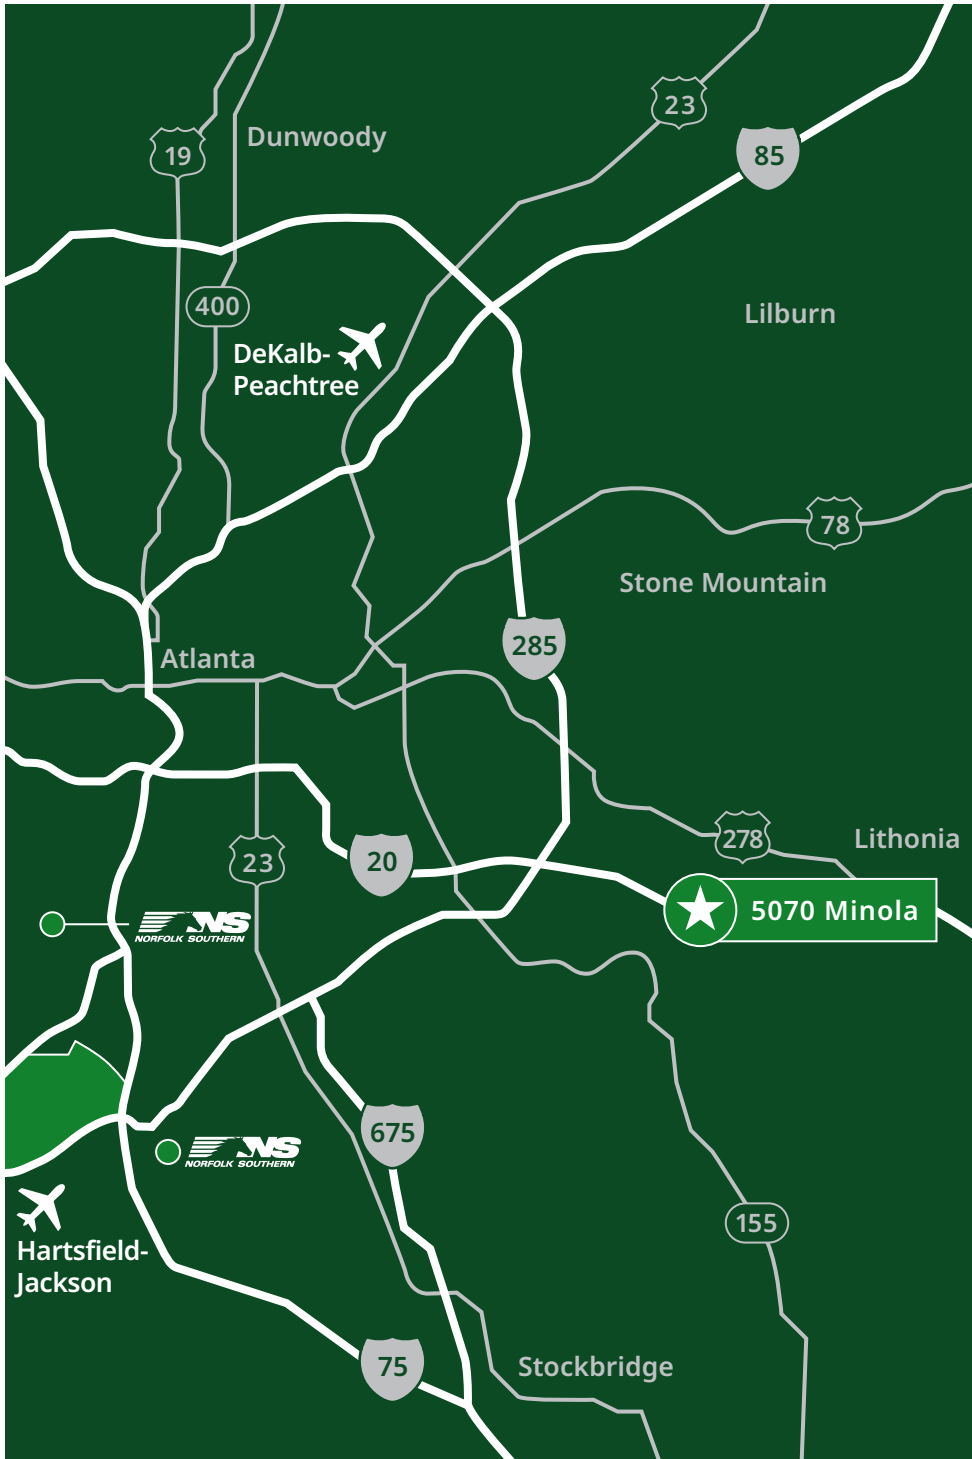 23
Dunwoody
19
85
400
Lilburn
DeKalb-
Peachtree
78
Stone Mountain
285
Atlanta
278
Lithonia
23
20
5070 Minola
NS
NORFOLK SOUTHERN
675
NS
NORFOLK SOUTHERN
155
Hartsfield-
Jackson
75
Stockbridge